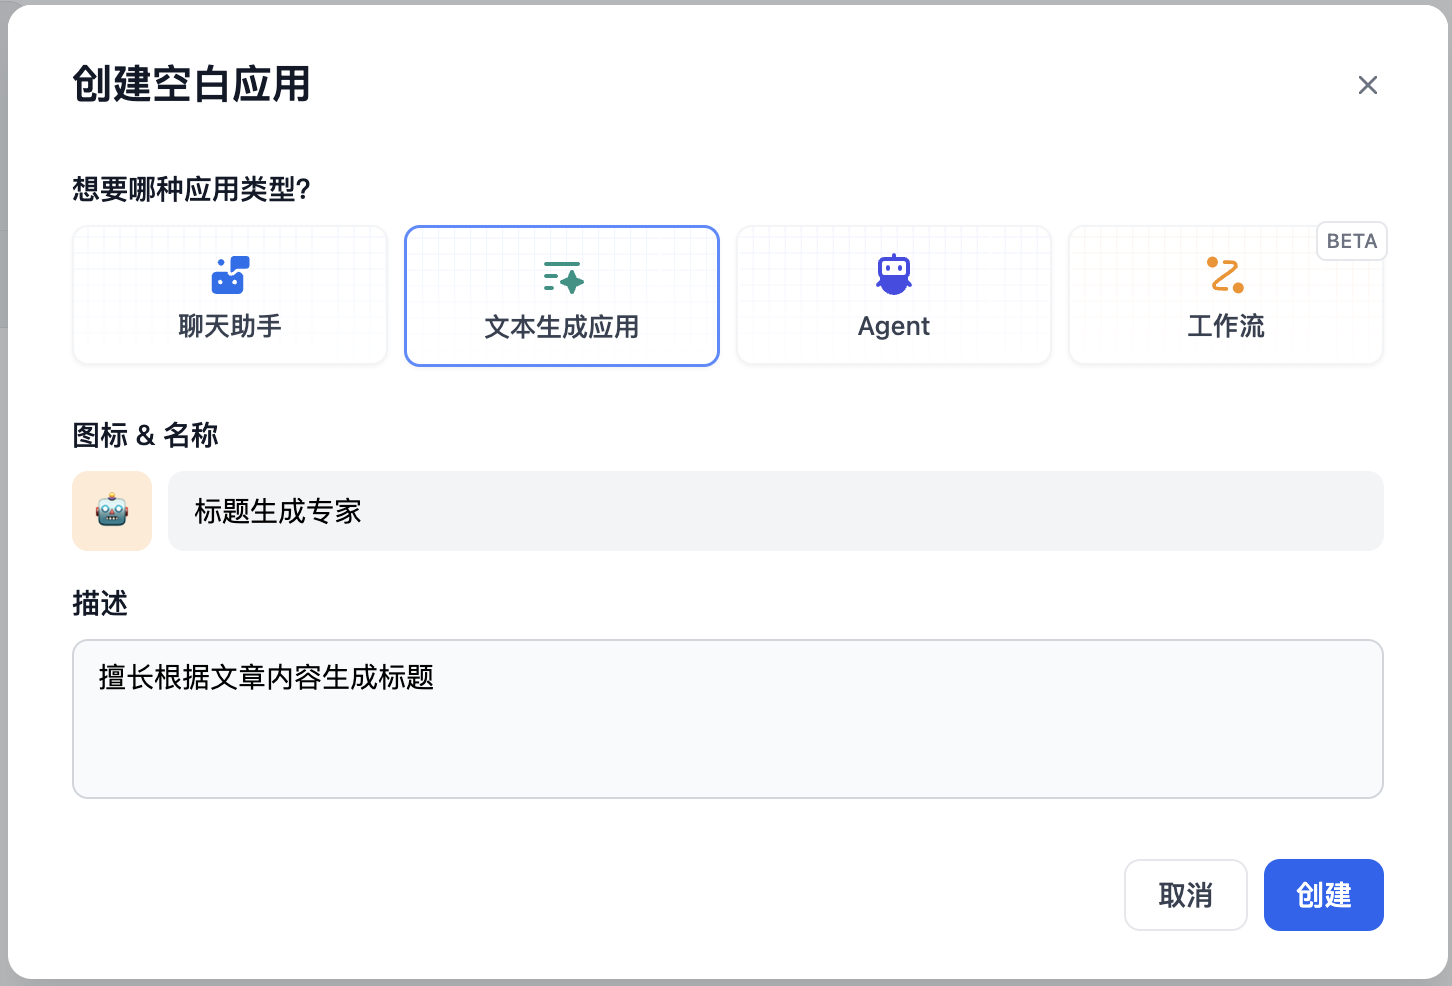 创建空白应用
想要哪种应用类型?
聊天助手
文本生成应用
Agent
BETA
工作流
图标 & 名称
标题生成专家
描述
擅长根据文章内容生成标题
取消
创建